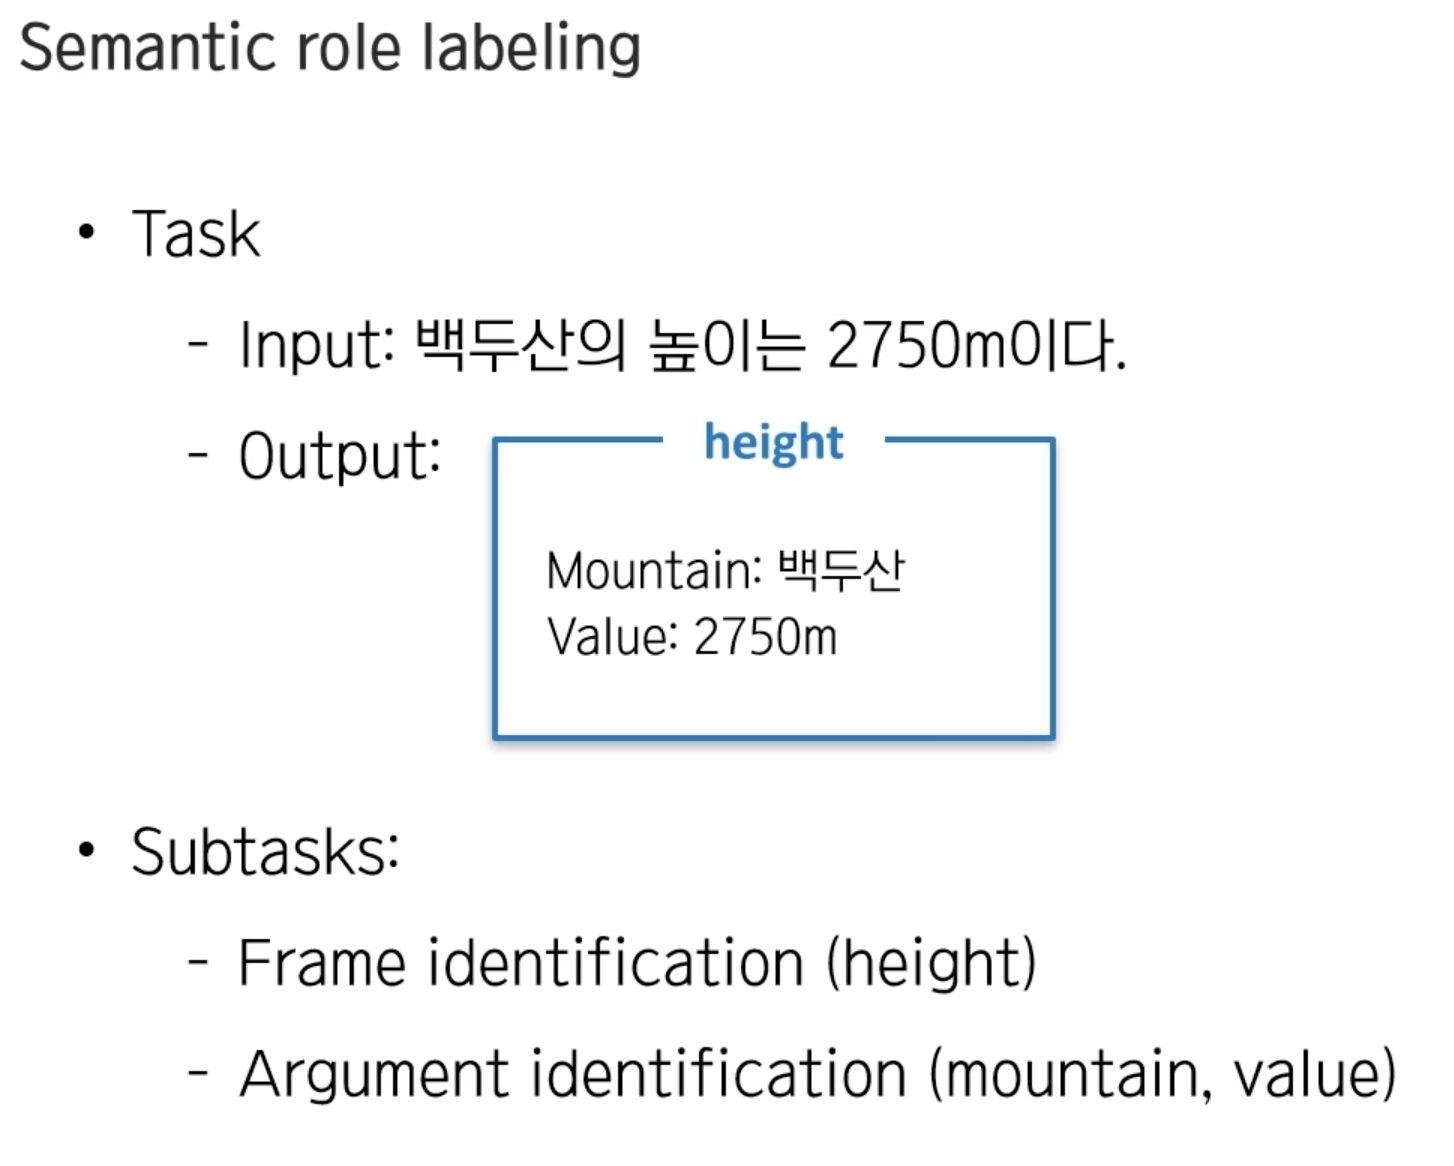 Semantic role labeling
• Task
- Input: 백두산의 높이는 2750m이다.
- Output:
height
Mountain: 백두산
Value: 2750m
• Subtasks:
- Frame identification (height)
- Argument identification (mountain, value)